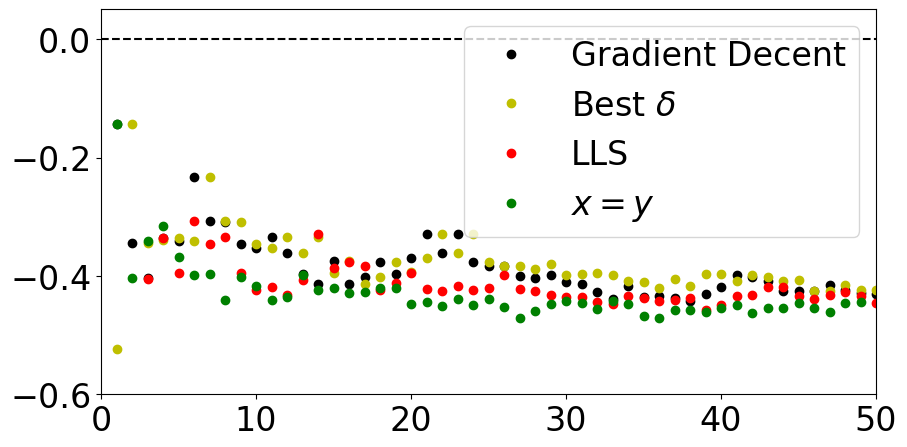 0.0
−0.2
−0.4
−0.6
0 10 20 30 40 50
Gradient Decent
Best δ
LLS
x = y